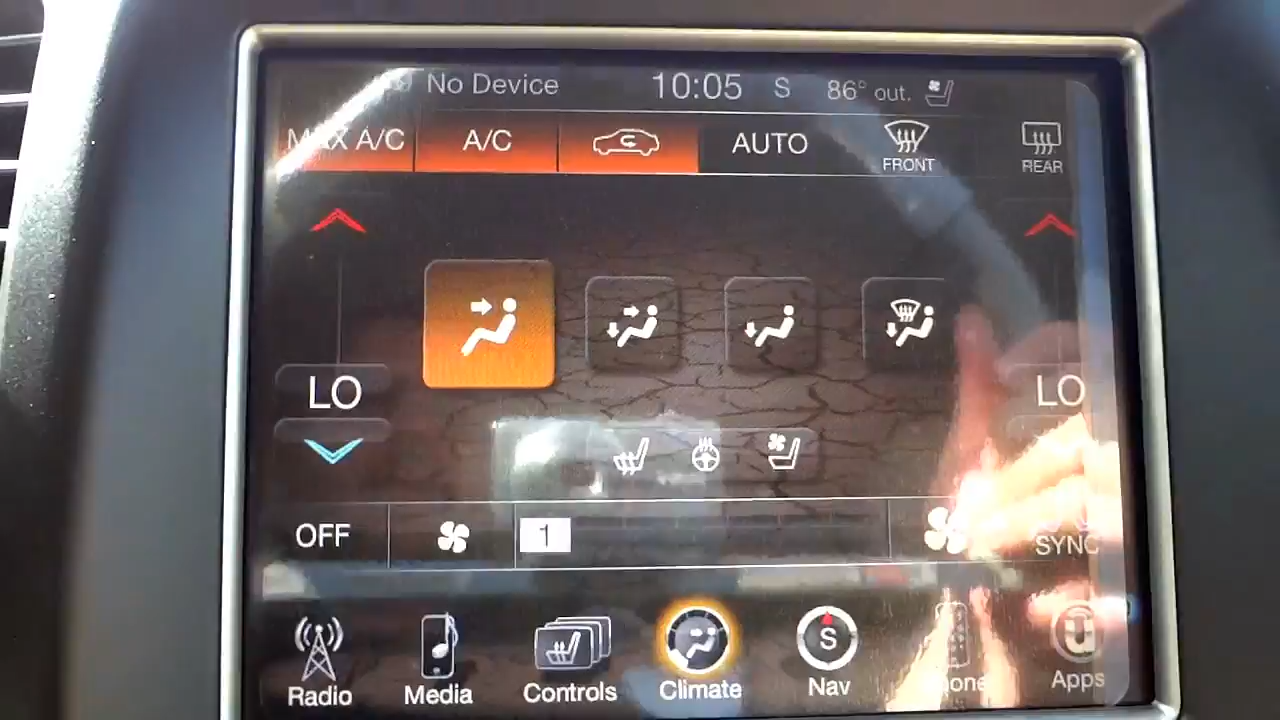 No Device 10:05 S 86° out.
MAX A/C A/C AUTO FRONT REAR
LO LO
OFF 1 SYNC
S
Radio Media Controls Climate Nav Phone Apps